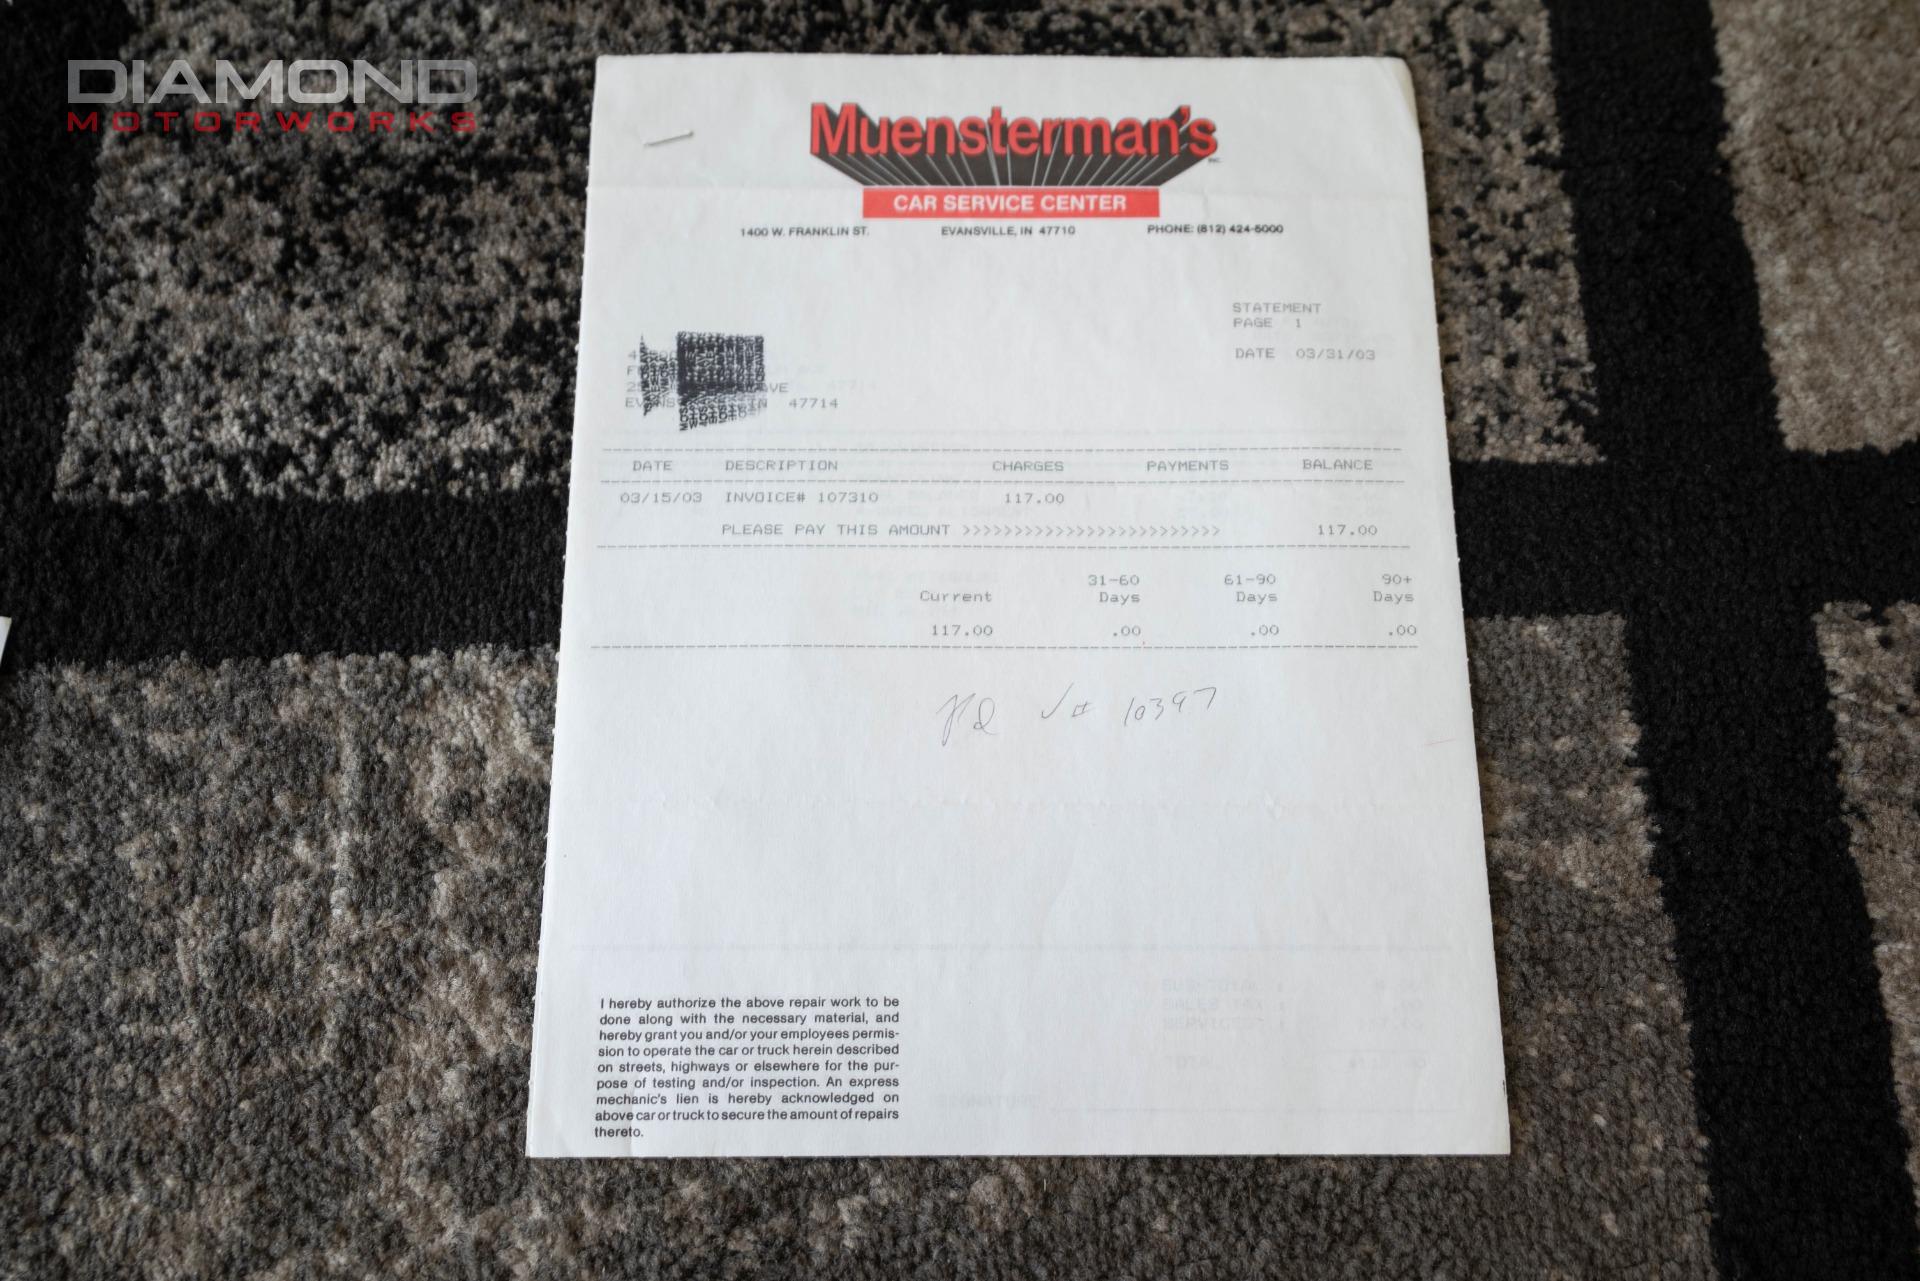 DIAMOND
MOTORWORKS
Muensterman's
INC.
CAR SERVICE CENTER
1400 W. FRANKLIN ST. EVANSVILLE, IN 47710 PHONE: (812) 424-5000
STATEMENT
PAGE 1
DATE 03/31/03
AVE
IN 47714
DATE DESCRIPTION CHARGES PAYMENTS BALANCE
03/15/03 INVOICE# 107310 117.00
PLEASE PAY THIS AMOUNT >>>>>>>>>>>>>>>>>>>>>>>>> 117.00
31-60 61-90 90+
Current Days Days Days
117.00 .00 .00 .00
Pd ✓# 10397
I hereby authorize the above repair work to be
done along with the necessary material, and
hereby grant you and/or your employees permis-
sion to operate the car or truck herein described
on streets, highways or elsewhere for the pur-
pose of testing and/or inspection. An express
mechanic's lien is hereby acknowledged on
above car or truck to secure the amount of repairs
thereto.